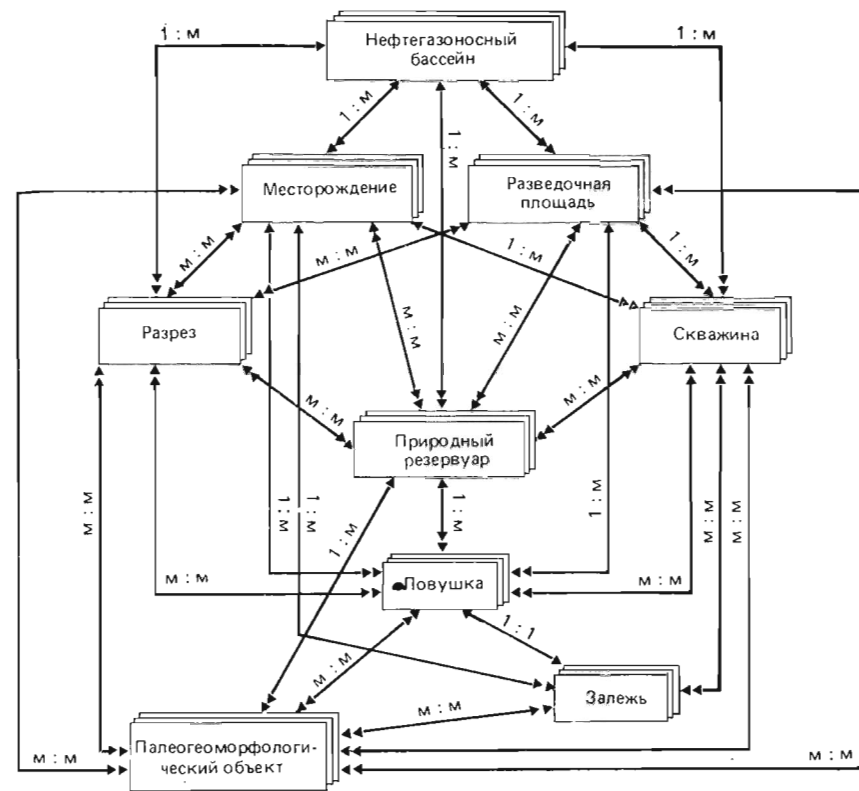 1 : м
Нефтегазоносный
бассейн
1 : м
1 : м
1 : м
1 : м
Месторождение
Разведочная
площадь
м : м
м : м
1 : м
1 : м
Разрез
м : м
м : м
Скважина
м : м
м : м
Природный
резервуар
м : м
1 : м
1 : м
1 : м
1 : м
м : 1
м : м
м : м
м : м
Ловушка
м : м
1 : 1
м : м
Залежь
м : м
Палеогеоморфологи-
ческий объект
м : м
м : м